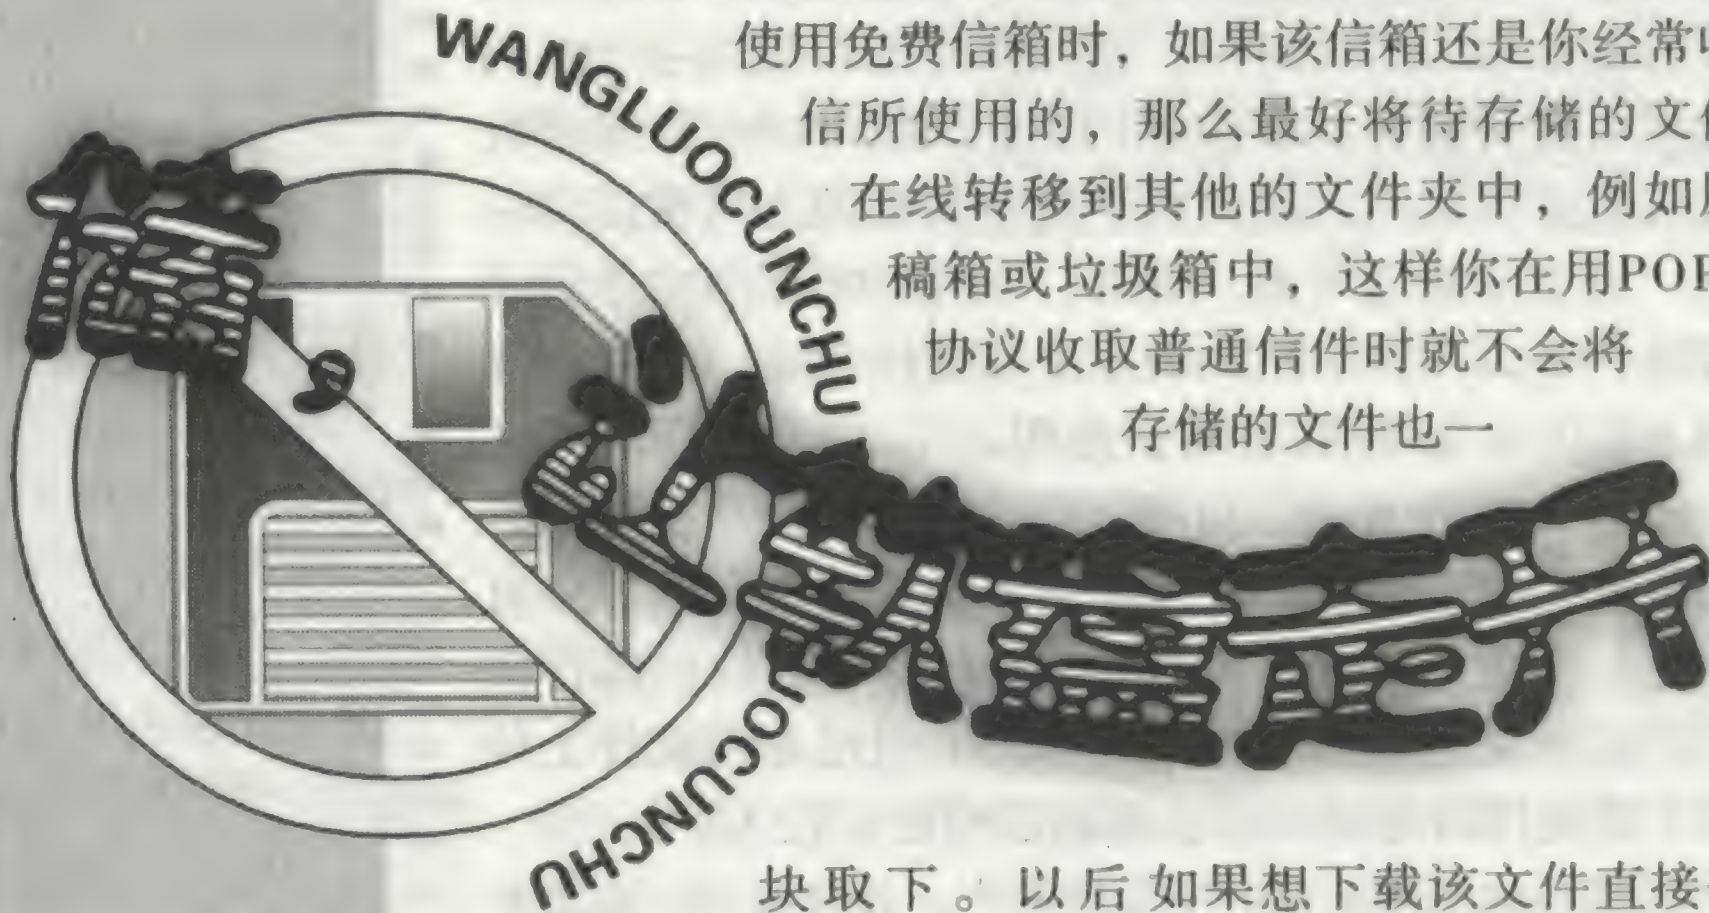 WANGLUOCUNCHU
使用免费信箱时，如果该信箱还是你经常
信所使用的，那么最好将待存储的文
在线转移到其他的文件夹中，例如
稿箱或垃圾箱中，这样你在用POP
协议收取普通信件时就不会将
存储的文件也一
UOCUNCHU
块取下。以后如果想下载该文件直接